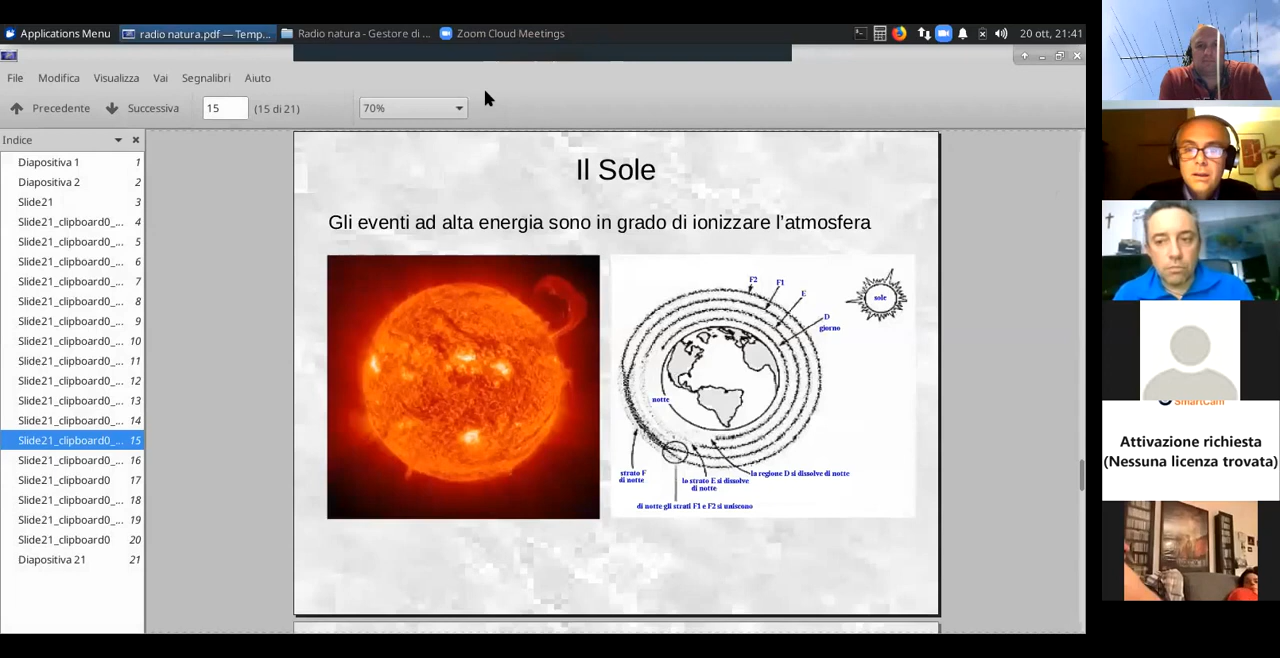 Applications Menu
radio natura.pdf — Temp...
Radio natura - Gestore di ...
Zoom Cloud Meetings
20 ott, 21:41
File Modifica Visualizza Vai Segnalibri Aiuto
Precedente Successiva 15 (15 di 21) 70%
Indice
Diapositiva 1 1
Diapositiva 2 2
Slide21 3
Slide21_clipboard0_... 4
Slide21_clipboard0_... 5
Slide21_clipboard0_... 6
Slide21_clipboard0_... 7
Slide21_clipboard0_... 8
Slide21_clipboard0_... 9
Slide21_clipboard0_... 10
Slide21_clipboard0_... 11
Slide21_clipboard0_... 12
Slide21_clipboard0_... 13
Slide21_clipboard0_... 14
Slide21_clipboard0_... 15
Slide21_clipboard0_... 16
Slide21_clipboard0 17
Slide21_clipboard0_... 18
Slide21_clipboard0_... 19
Slide21_clipboard0 20
Diapositiva 21 21
Il Sole
Gli eventi ad alta energia sono in grado di ionizzare l'atmosfera
F2
F1
E
D
giorno
sole
notte
strato F
di notte
lo strato E si dissolve
di notte
la regione D si dissolve di notte
di notte gli strati F1 e F2 si uniscono
SmartCam
Attivazione richiesta
(Nessuna licenza trovata)